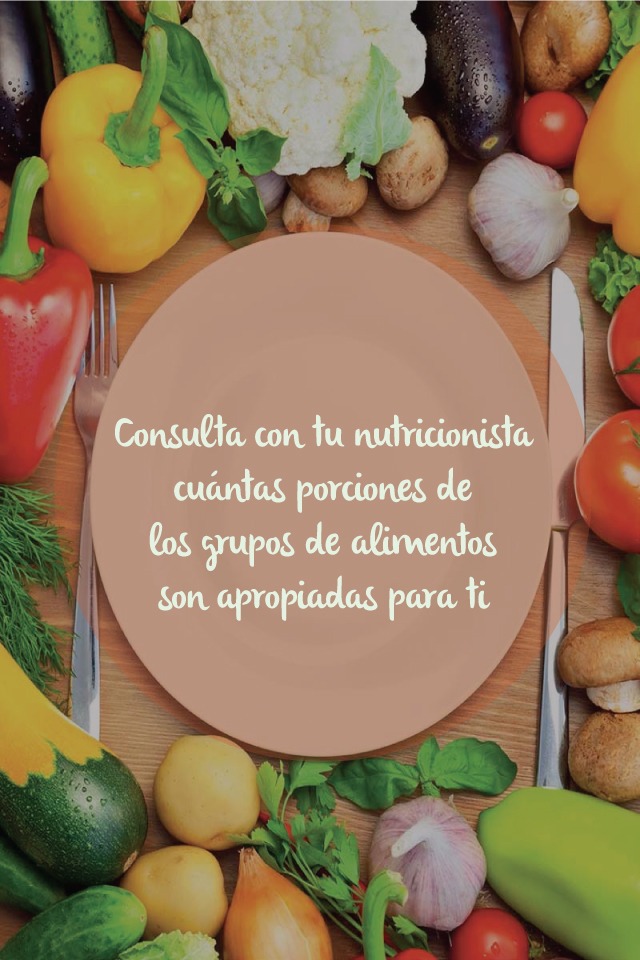 Consulta con tu nutricionista
cuántas porciones de
los grupos de alimentos
son apropiadas para ti